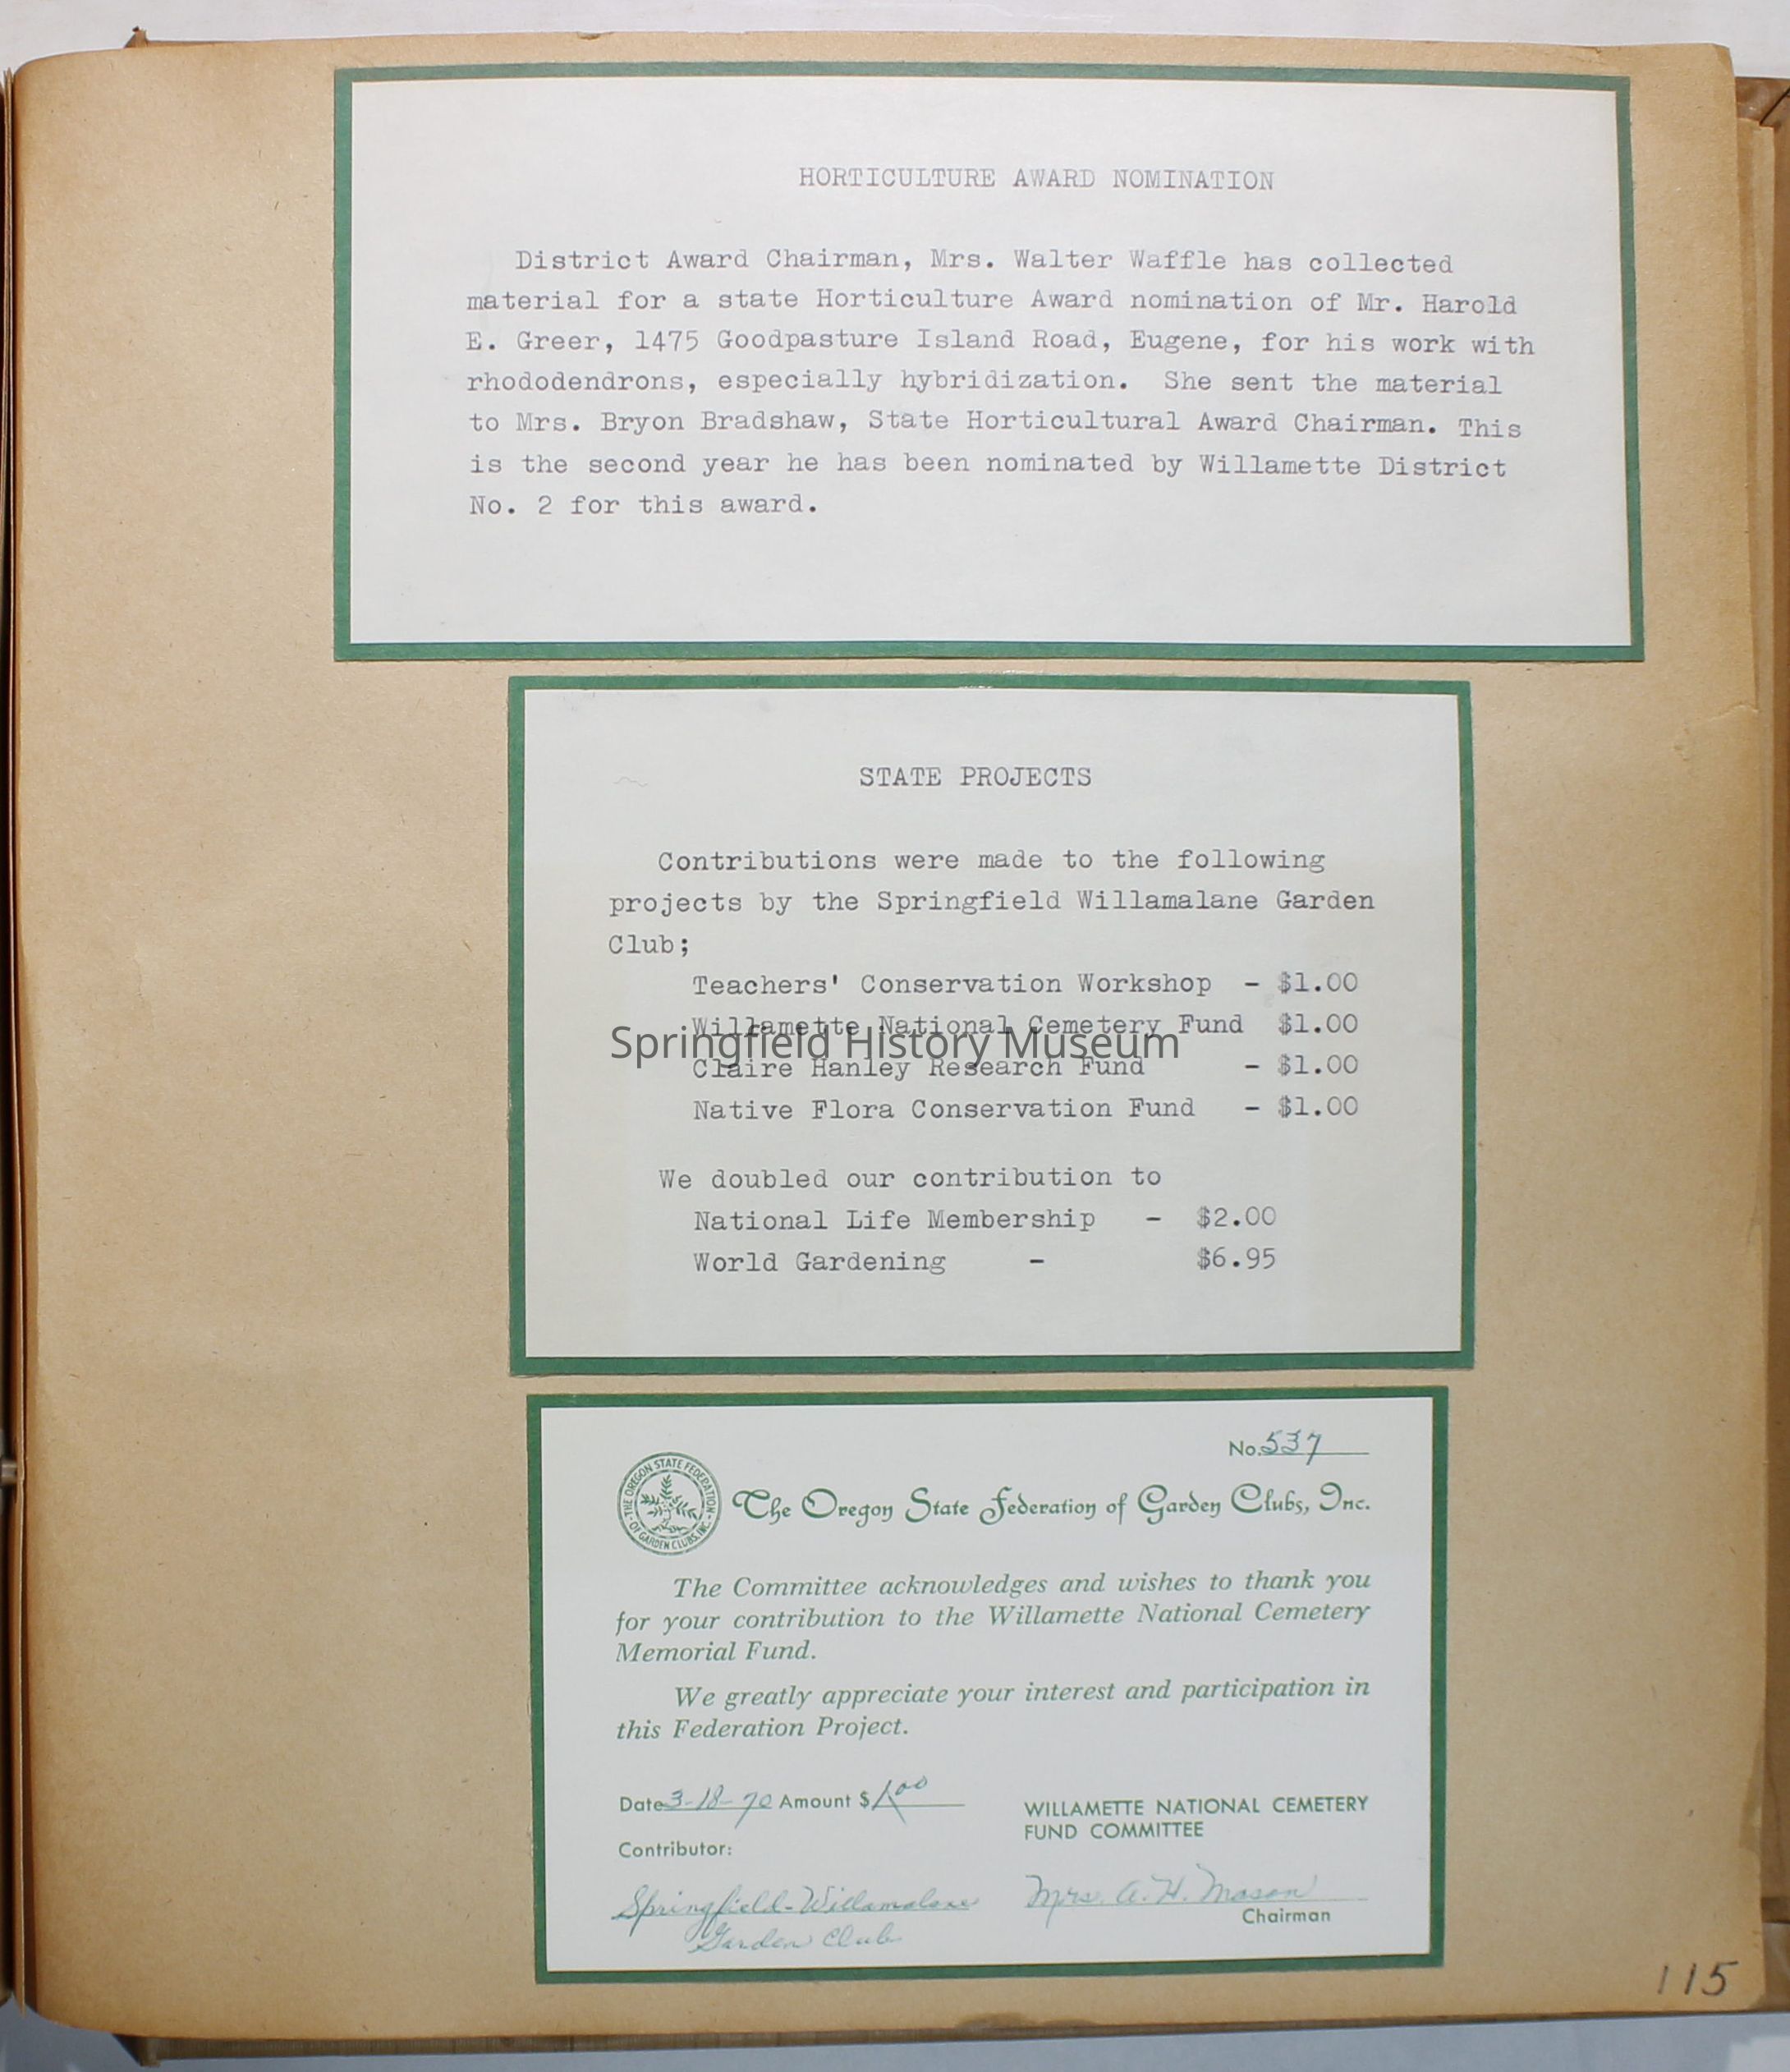 HORTICULTURE AWARD NOMINATION
District Award Chairman, Mrs. Walter Waffle has collected
material for a state Horticulture Award nomination of Mr. Harold
E. Greer, 1475 Goodpasture Island Road, Eugene, for his work with
rhododendrons, especially hybridization. She sent the material
to Mrs. Bryon Bradshaw, State Horticultural Award Chairman. This
is the second year he has been nominated by Willamette District
No. 2 for this award.
STATE PROJECTS
Contributions were made to the following
projects by the Springfield Willamalane Garden
Club;
Teachers' Conservation Workshop - $1.00
Willamette National Cemetery Fund $1.00
Springfield History Museum
Claire Hanley Research Fund - $1.00
Native Flora Conservation Fund - $1.00
We doubled our contribution to
National Life Membership - $2.00
World Gardening - $6.95
No. 537
THE OREGON STATE FEDERATION OF GARDEN CLUBS, INC.
The Oregon State Federation of Garden Clubs, Inc.
The Committee acknowledges and wishes to thank you
for your contribution to the Willamette National Cemetery
Memorial Fund.
We greatly appreciate your interest and participation in
this Federation Project.
Date 3-18-70 Amount $ 1.00
WILLAMETTE NATIONAL CEMETERY
FUND COMMITTEE
Contributor:
Springfield-Willamalane
Garden Club
Mrs. A. H. Mason
Chairman
115